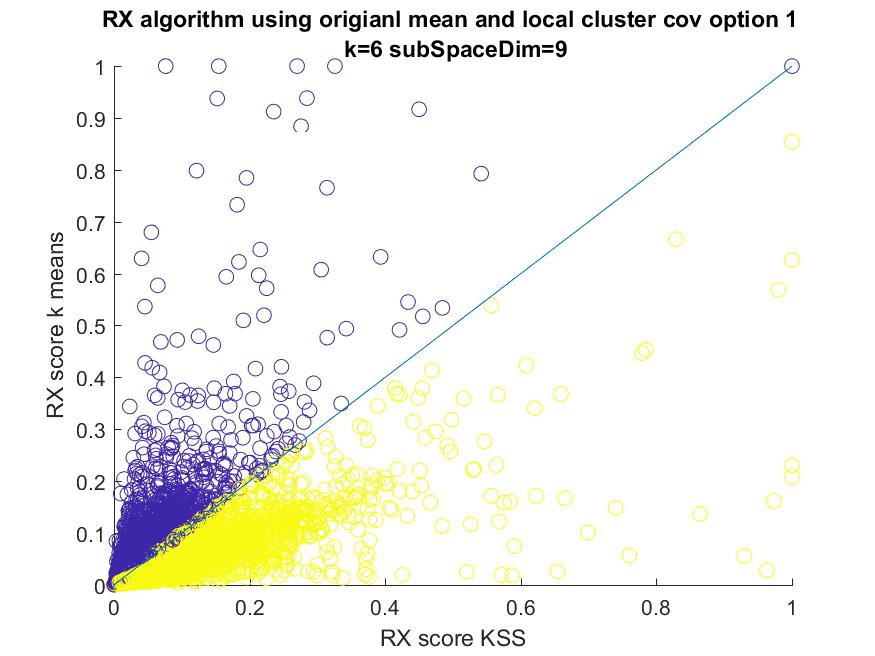 RX algorithm using origianl mean and local cluster cov option 1
k=6 subSpaceDim=9
1
0.9
0.8
0.7
0.6
0.5
0.4
0.3
0.2
0.1
0
RX score k means
0 0.2 0.4 0.6 0.8 1
RX score KSS